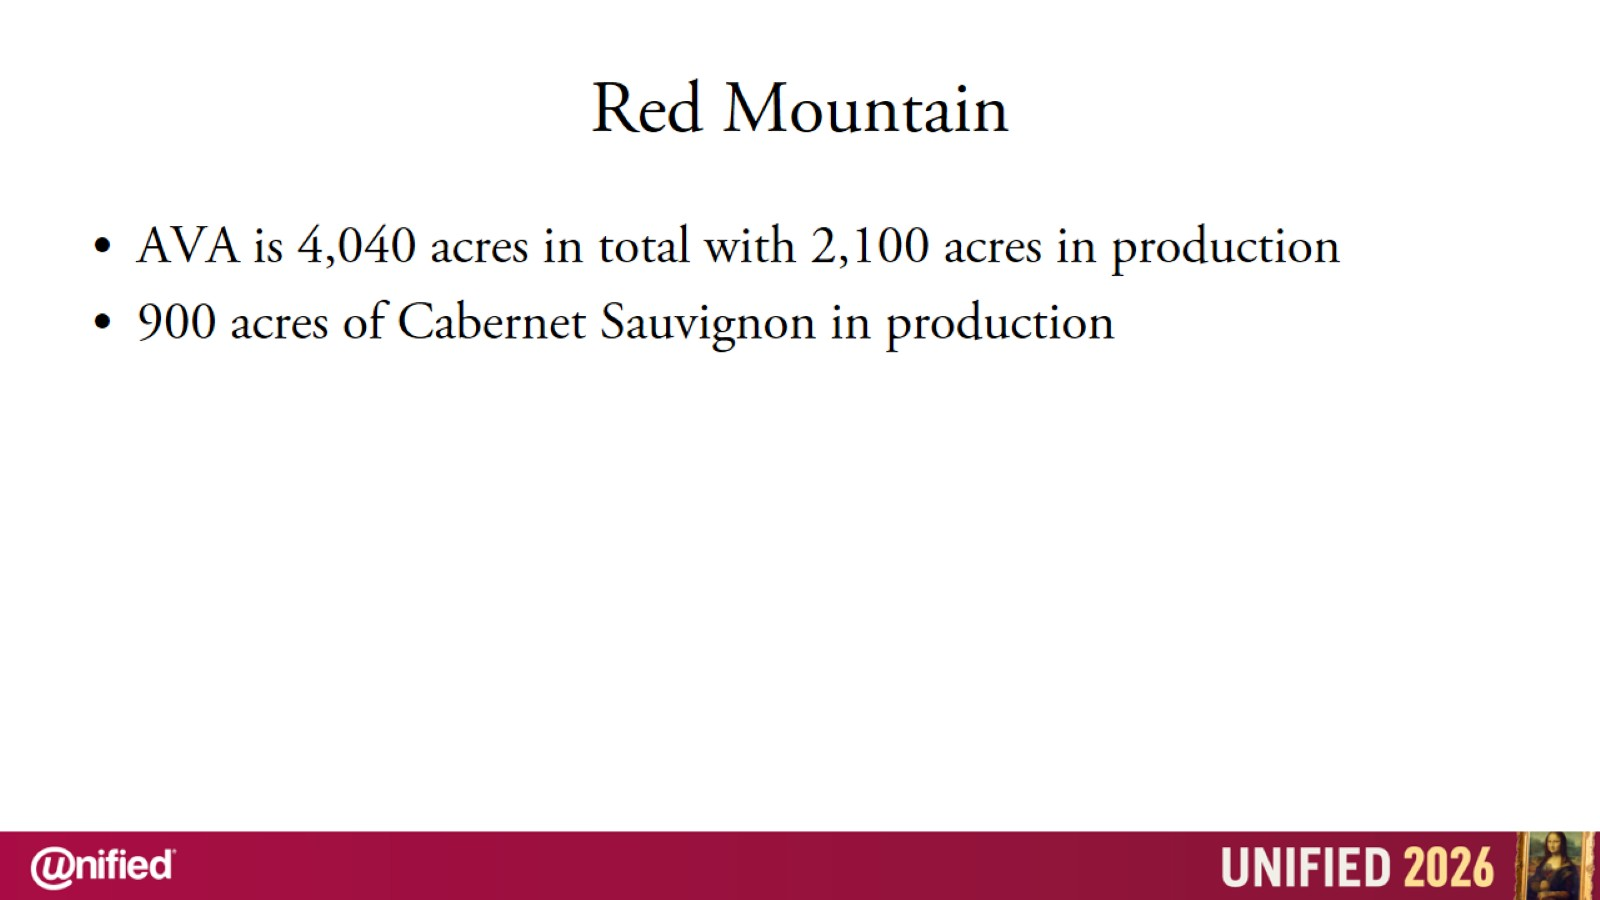 Red Mountain
• AVA is 4,040 acres in total with 2,100 acres in production
• 900 acres of Cabernet Sauvignon in production
@unified
UNIFIED 2026